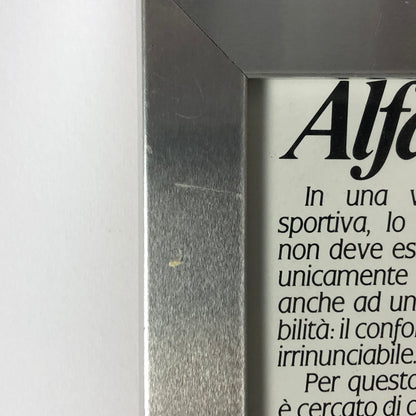 Alfa
In una
sportiva, lo
non deve es
unicamente
anche ad un
bilità: il confo
irrinunciabile.
Per questo
è cercato di